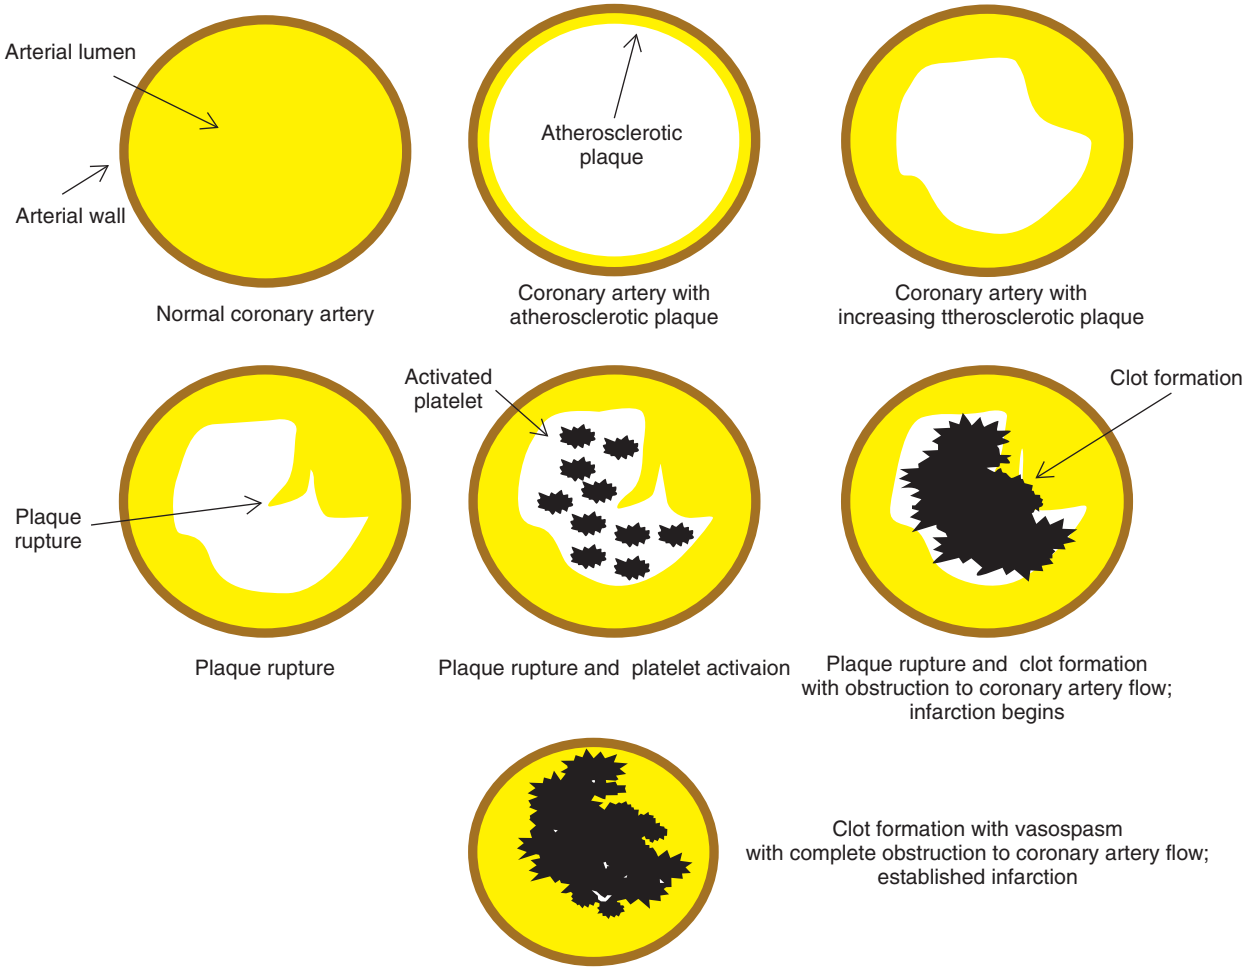 Arterial lumen
Arterial wall
Normal coronary artery
Atherosclerotic
plaque
Coronary artery with
atherosclerotic plaque
Coronary artery with
increasing ttherosclerotic plaque
Plaque
rupture
Plaque rupture
Activated
platelet
Plaque rupture and platelet activaion
Clot formation
Plaque rupture and clot formation
with obstruction to coronary artery flow;
infarction begins
Clot formation with vasospasm
with complete obstruction to coronary artery flow;
established infarction